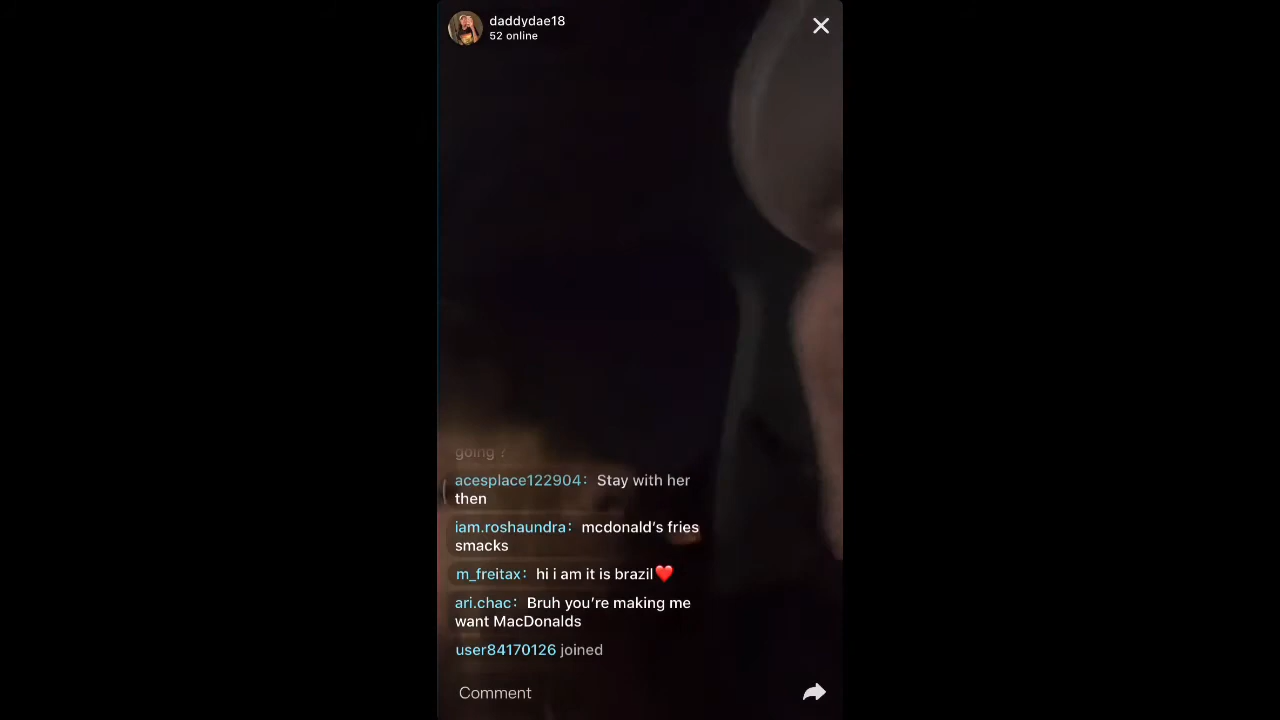 daddydae18
52 online
going ?
acesplace122904: Stay with her
then
iam.roshaundra: mcdonald's fries
smacks
m_freitax: hi i am it is brazil❤️
ari.chac: Bruh you're making me
want MacDonalds
user84170126 joined
Comment